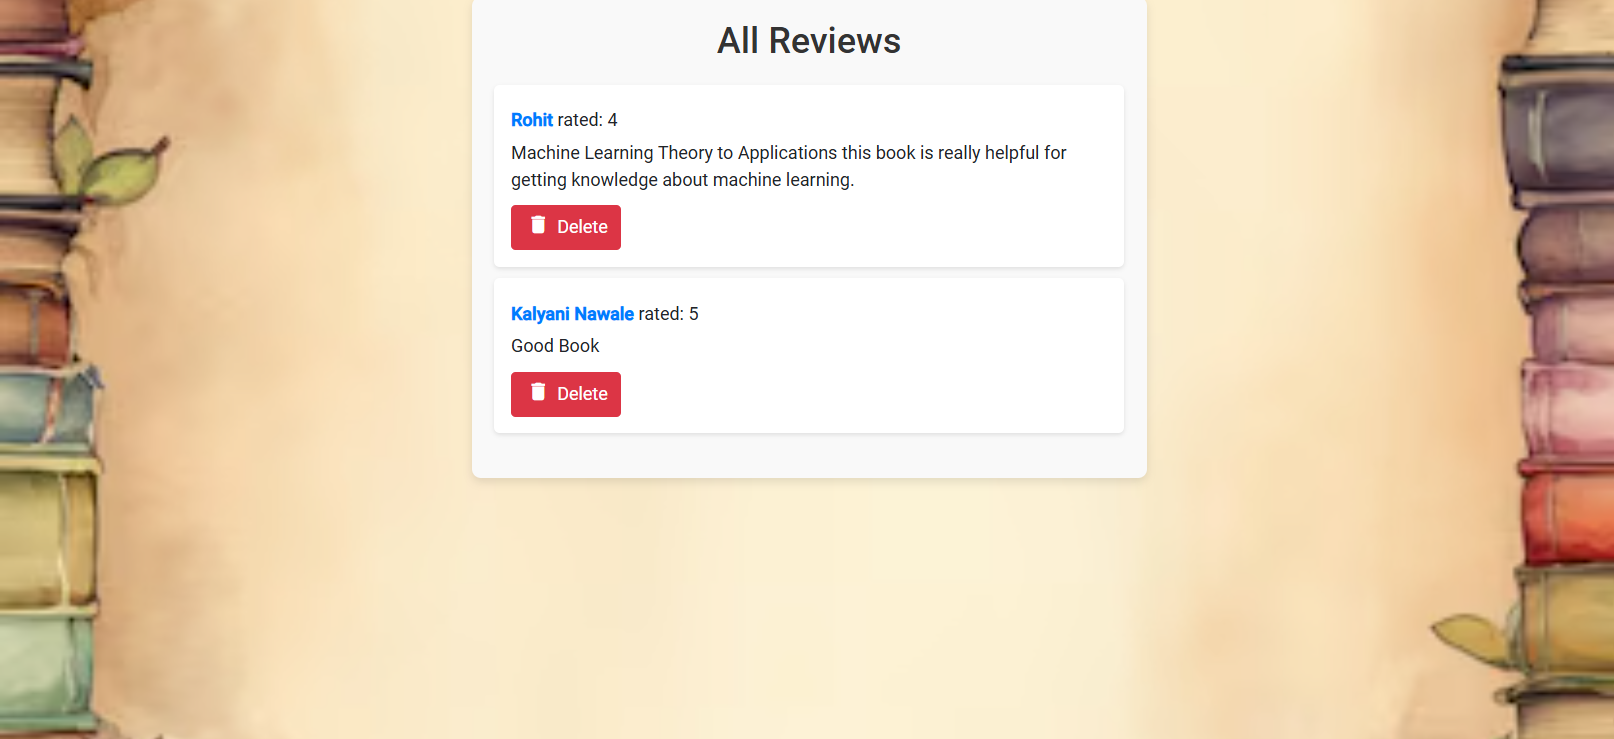 All Reviews
Rohit rated: 4
Machine Learning Theory to Applications this book is really helpful for
getting knowledge about machine learning.
Delete
Kalyani Nawale rated: 5
Good Book
Delete